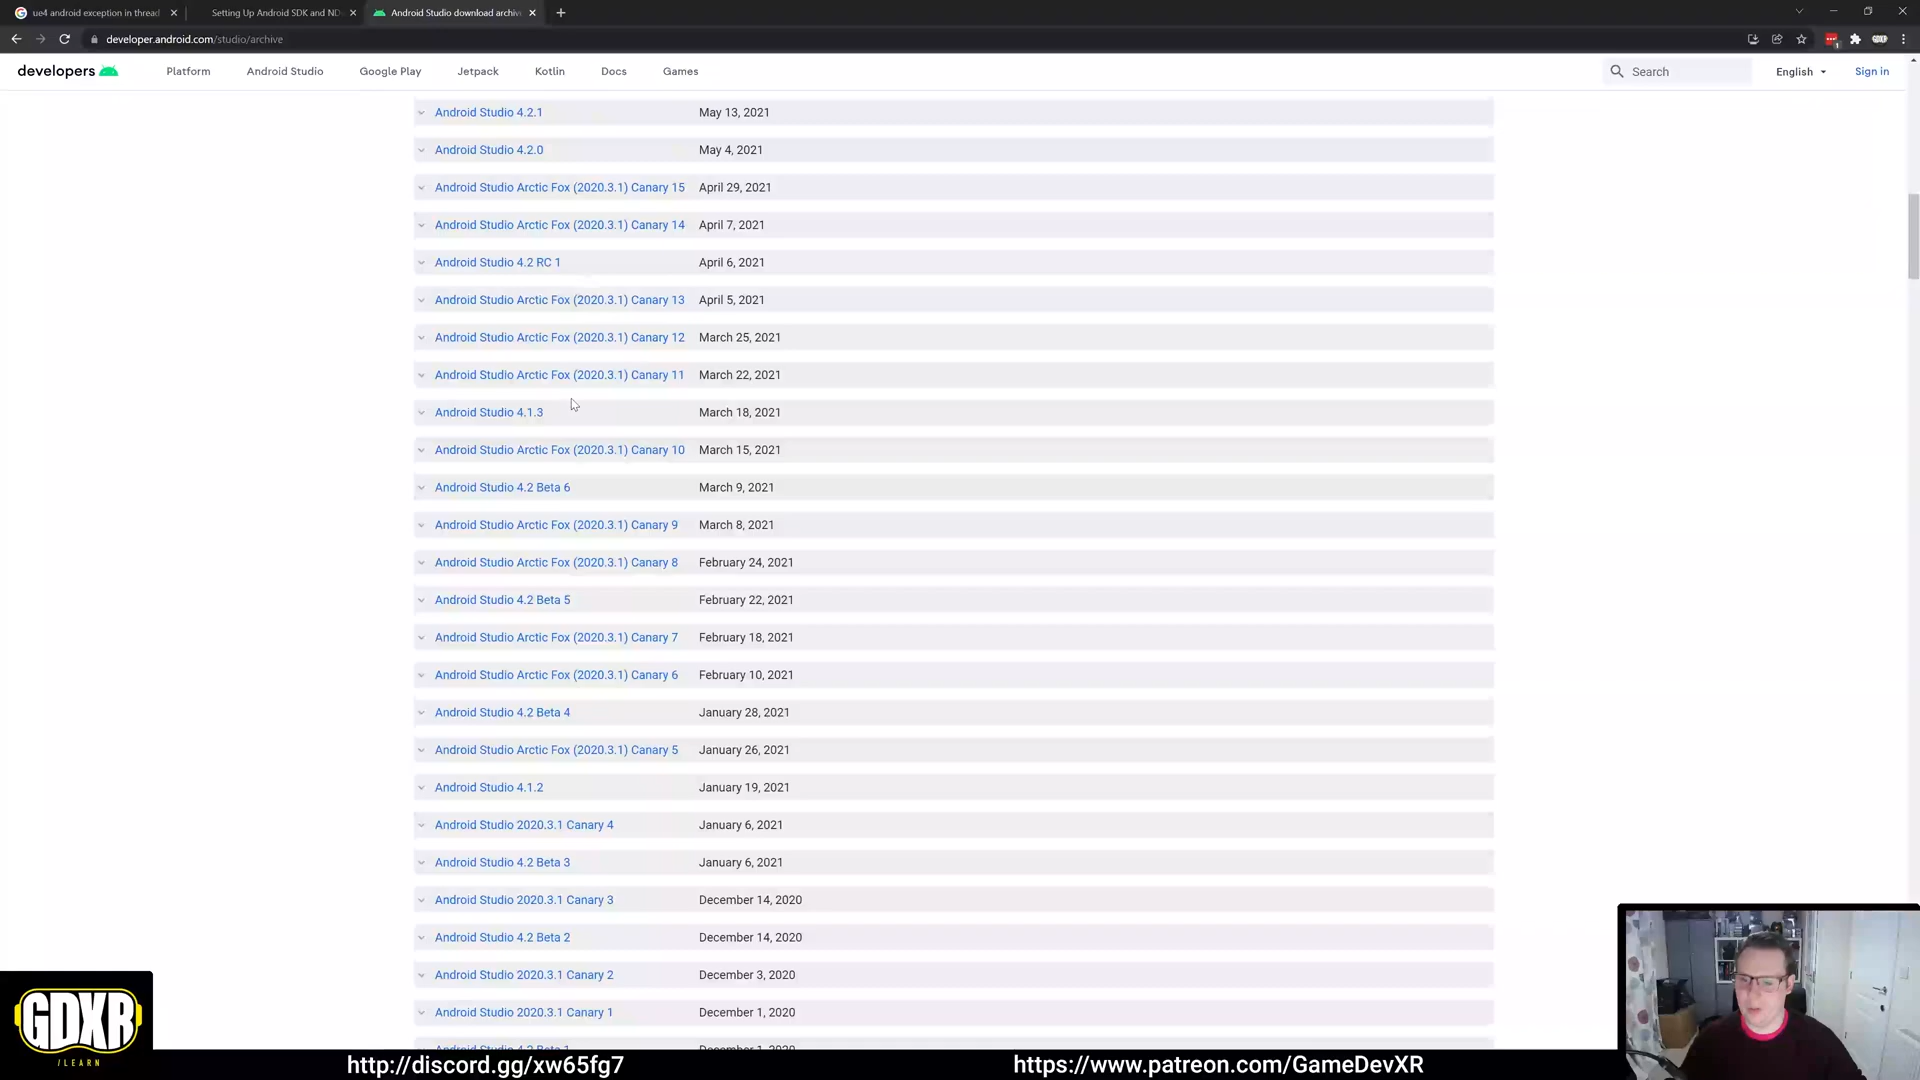 ue4 android exception in thread
Setting Up Android SDK and ND
Android Studio download archiv
developer.android.com/studio/archive
developers
Platform
Android Studio
Google Play
Jetpack
Kotlin
Docs
Games
Search
English
Sign in
Android Studio 4.2.1 May 13, 2021
Android Studio 4.2.0 May 4, 2021
Android Studio Arctic Fox (2020.3.1) Canary 15 April 29, 2021
Android Studio Arctic Fox (2020.3.1) Canary 14 April 7, 2021
Android Studio 4.2 RC 1 April 6, 2021
Android Studio Arctic Fox (2020.3.1) Canary 13 April 5, 2021
Android Studio Arctic Fox (2020.3.1) Canary 12 March 25, 2021
Android Studio Arctic Fox (2020.3.1) Canary 11 March 22, 2021
Android Studio 4.1.3 March 18, 2021
Android Studio Arctic Fox (2020.3.1) Canary 10 March 15, 2021
Android Studio 4.2 Beta 6 March 9, 2021
Android Studio Arctic Fox (2020.3.1) Canary 9 March 8, 2021
Android Studio Arctic Fox (2020.3.1) Canary 8 February 24, 2021
Android Studio 4.2 Beta 5 February 22, 2021
Android Studio Arctic Fox (2020.3.1) Canary 7 February 18, 2021
Android Studio Arctic Fox (2020.3.1) Canary 6 February 10, 2021
Android Studio 4.2 Beta 4 January 28, 2021
Android Studio Arctic Fox (2020.3.1) Canary 5 January 26, 2021
Android Studio 4.1.2 January 19, 2021
Android Studio 2020.3.1 Canary 4 January 6, 2021
Android Studio 4.2 Beta 3 January 6, 2021
Android Studio 2020.3.1 Canary 3 December 14, 2020
Android Studio 4.2 Beta 2 December 14, 2020
Android Studio 2020.3.1 Canary 2 December 3, 2020
Android Studio 2020.3.1 Canary 1 December 1, 2020
Android Studio 4.2 Beta 1 December 1, 2020
GDXR
/LEARN
http://discord.gg/xw65fg7
https://www.patreon.com/GameDevXR